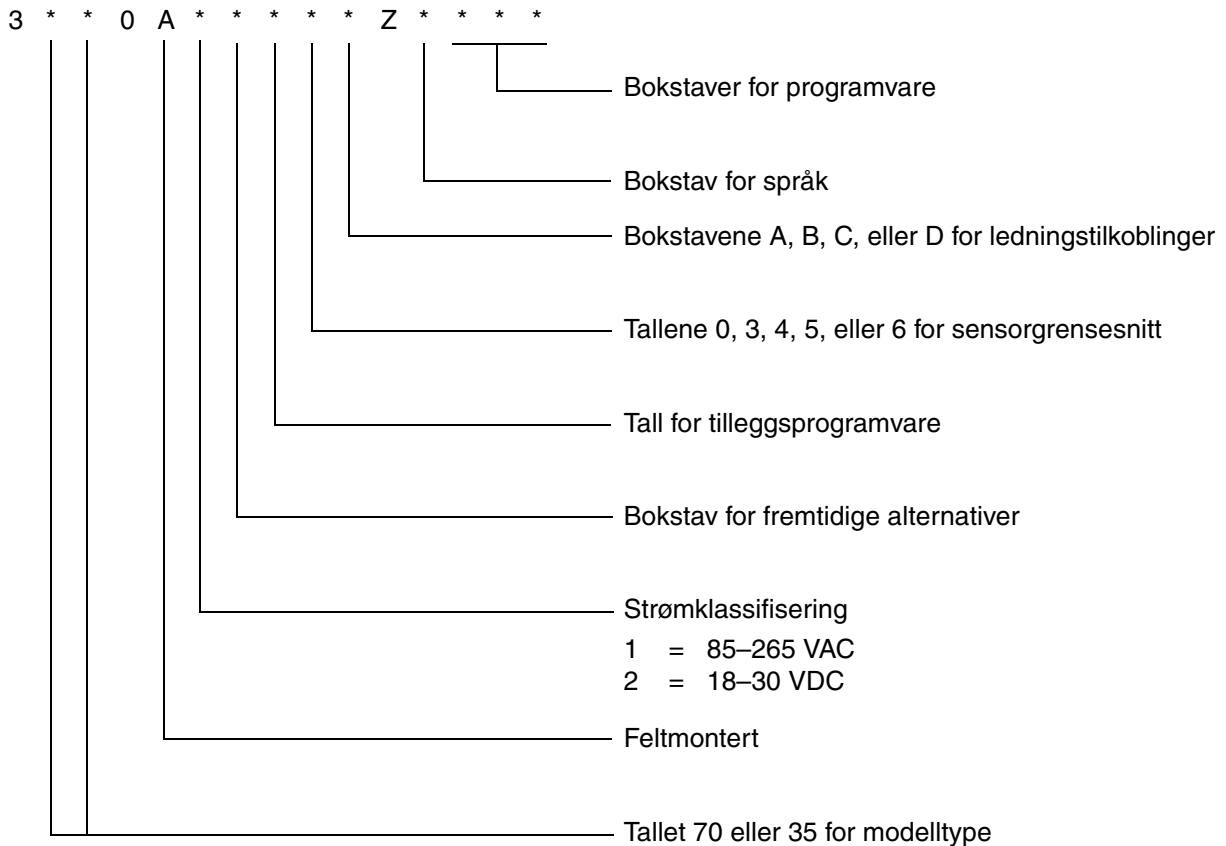 3 * * 0 A * * * * * Z * * * *
Bokstaver for programvare
Bokstav for språk
Bokstavene A, B, C, eller D for ledningstilkoblinger
Tallene 0, 3, 4, 5, eller 6 for sensorgrensesnitt
Tall for tilleggsprogramvare
Bokstav for fremtidige alternativer
Strømklassifisering
1 = 85–265 VAC
2 = 18–30 VDC
Feltmontert
Tallet 70 eller 35 for modelltype